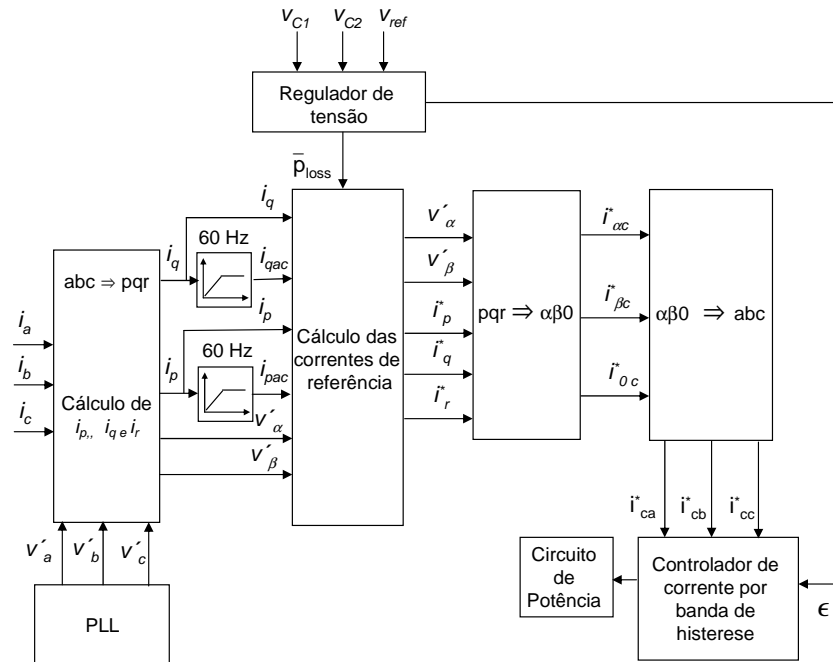 v_C1 v_C2 v_ref
Regulador de
tensão
p̅_loss
i_q
60 Hz
i_q
i_qac
abc ⇒ pqr
i_p
60 Hz
i_p
i_pac
v´_α
v´_β
i_a
i_b
i_c
Cálculo de
i_p,, i_q e i_r
v´_a v´_b v´_c
PLL
Cálculo das
correntes de
referência
v´_α
v´_β
i*_p
i*_q
i*_r
pqr ⇒ αβ0
i*_αc
i*_βc
i*_0 c
αβ0 ⇒ abc
i*_ca i*_cb i*_cc
Circuito
de
Potência
Controlador de
corrente por
banda de
histerese
ϵ